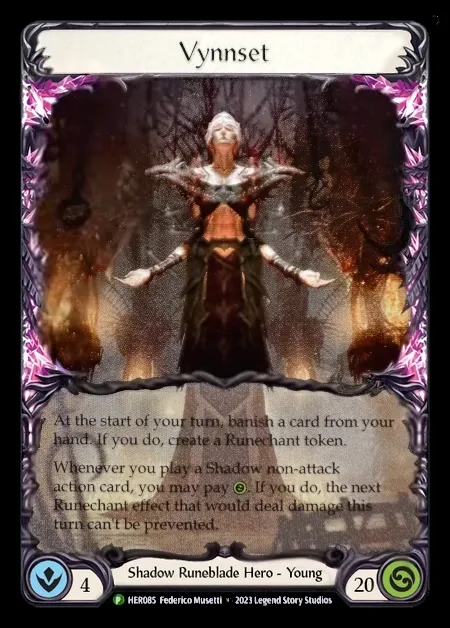 Vynnset
At the start of your turn, banish a card from your
hand. If you do, create a Runechant token.
Whenever you play a Shadow non-attack
action card, you may pay . If you do, the next
Runechant effect that would deal damage this
turn can't be prevented.
4
Shadow Runeblade Hero - Young
20
P HER085 Federico Musetti 2023 Legend Story Studios